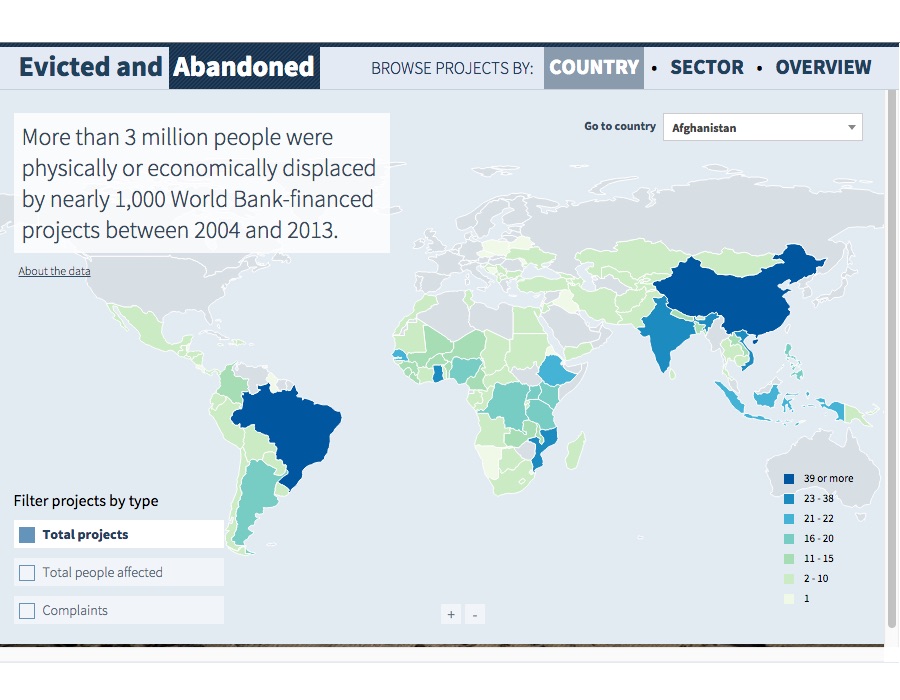 Evicted and Abandoned
BROWSE PROJECTS BY: COUNTRY • SECTOR • OVERVIEW
More than 3 million people were
physically or economically displaced
by nearly 1,000 World Bank-financed
projects between 2004 and 2013.
Go to country Afghanistan
About the data
Filter projects by type
Total projects
Total people affected
Complaints
39 or more
23 - 38
21 - 22
16 - 20
11 - 15
2 - 10
1
+ -